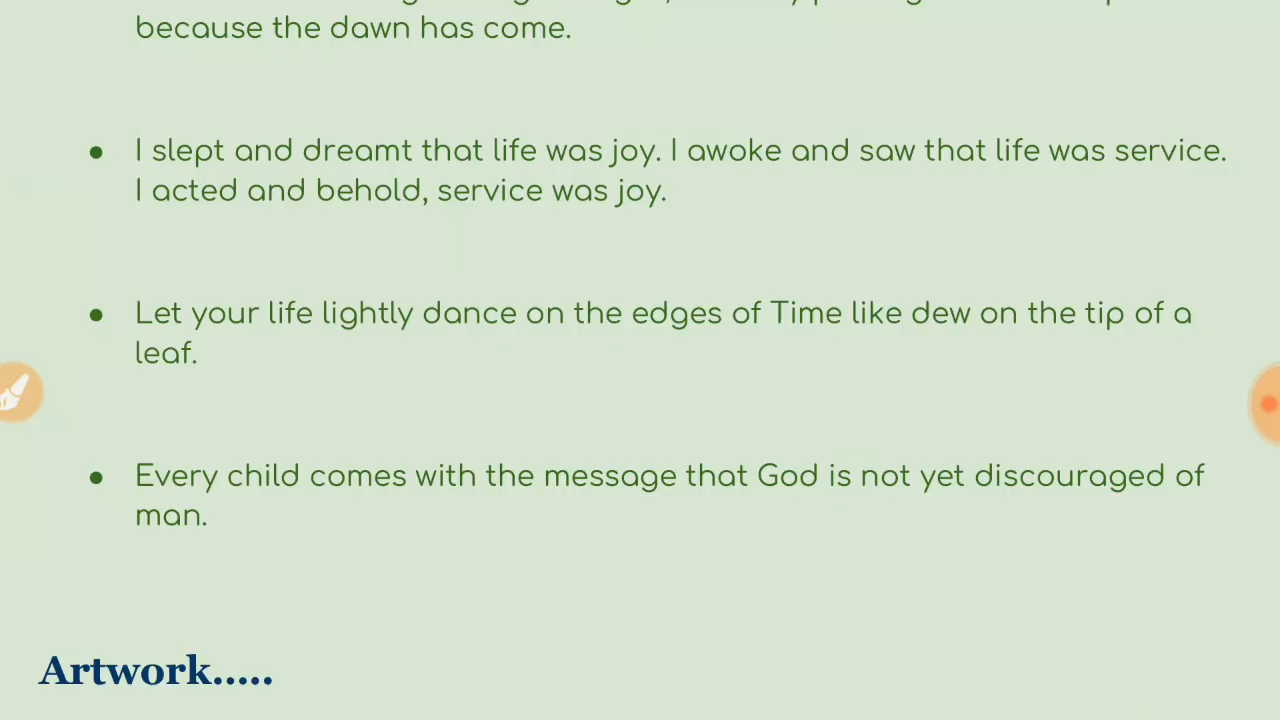 because the dawn has come.
● I slept and dreamt that life was joy. I awoke and saw that life was service.
I acted and behold, service was joy.
● Let your life lightly dance on the edges of Time like dew on the tip of a
leaf.
● Every child comes with the message that God is not yet discouraged of
man.
Artwork.....